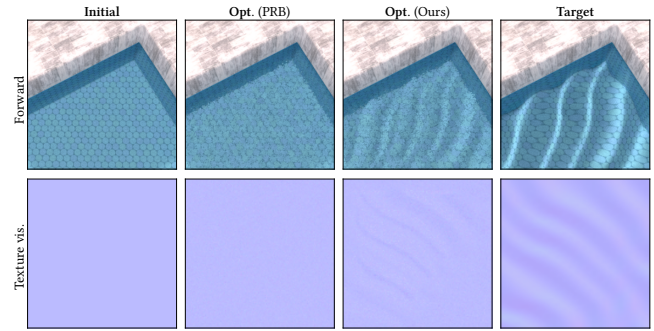 Initial
Opt. (PRB)
Opt. (Ours)
Target
Forward
Texture vis.